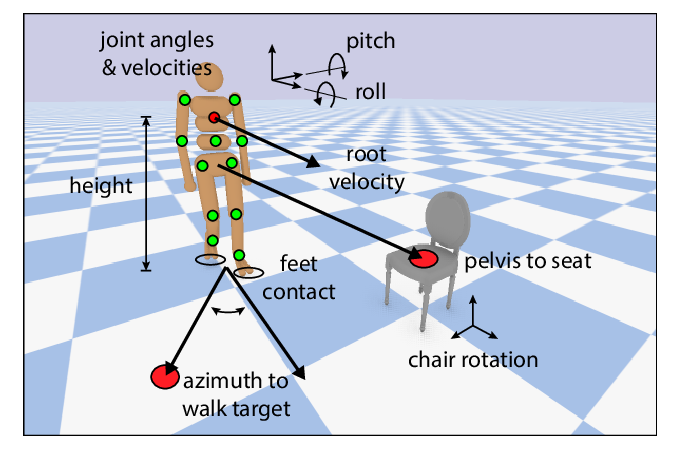 joint angles
& velocities
pitch
roll
root
velocity
height
pelvis to seat
feet
contact
chair rotation
azimuth to
walk target